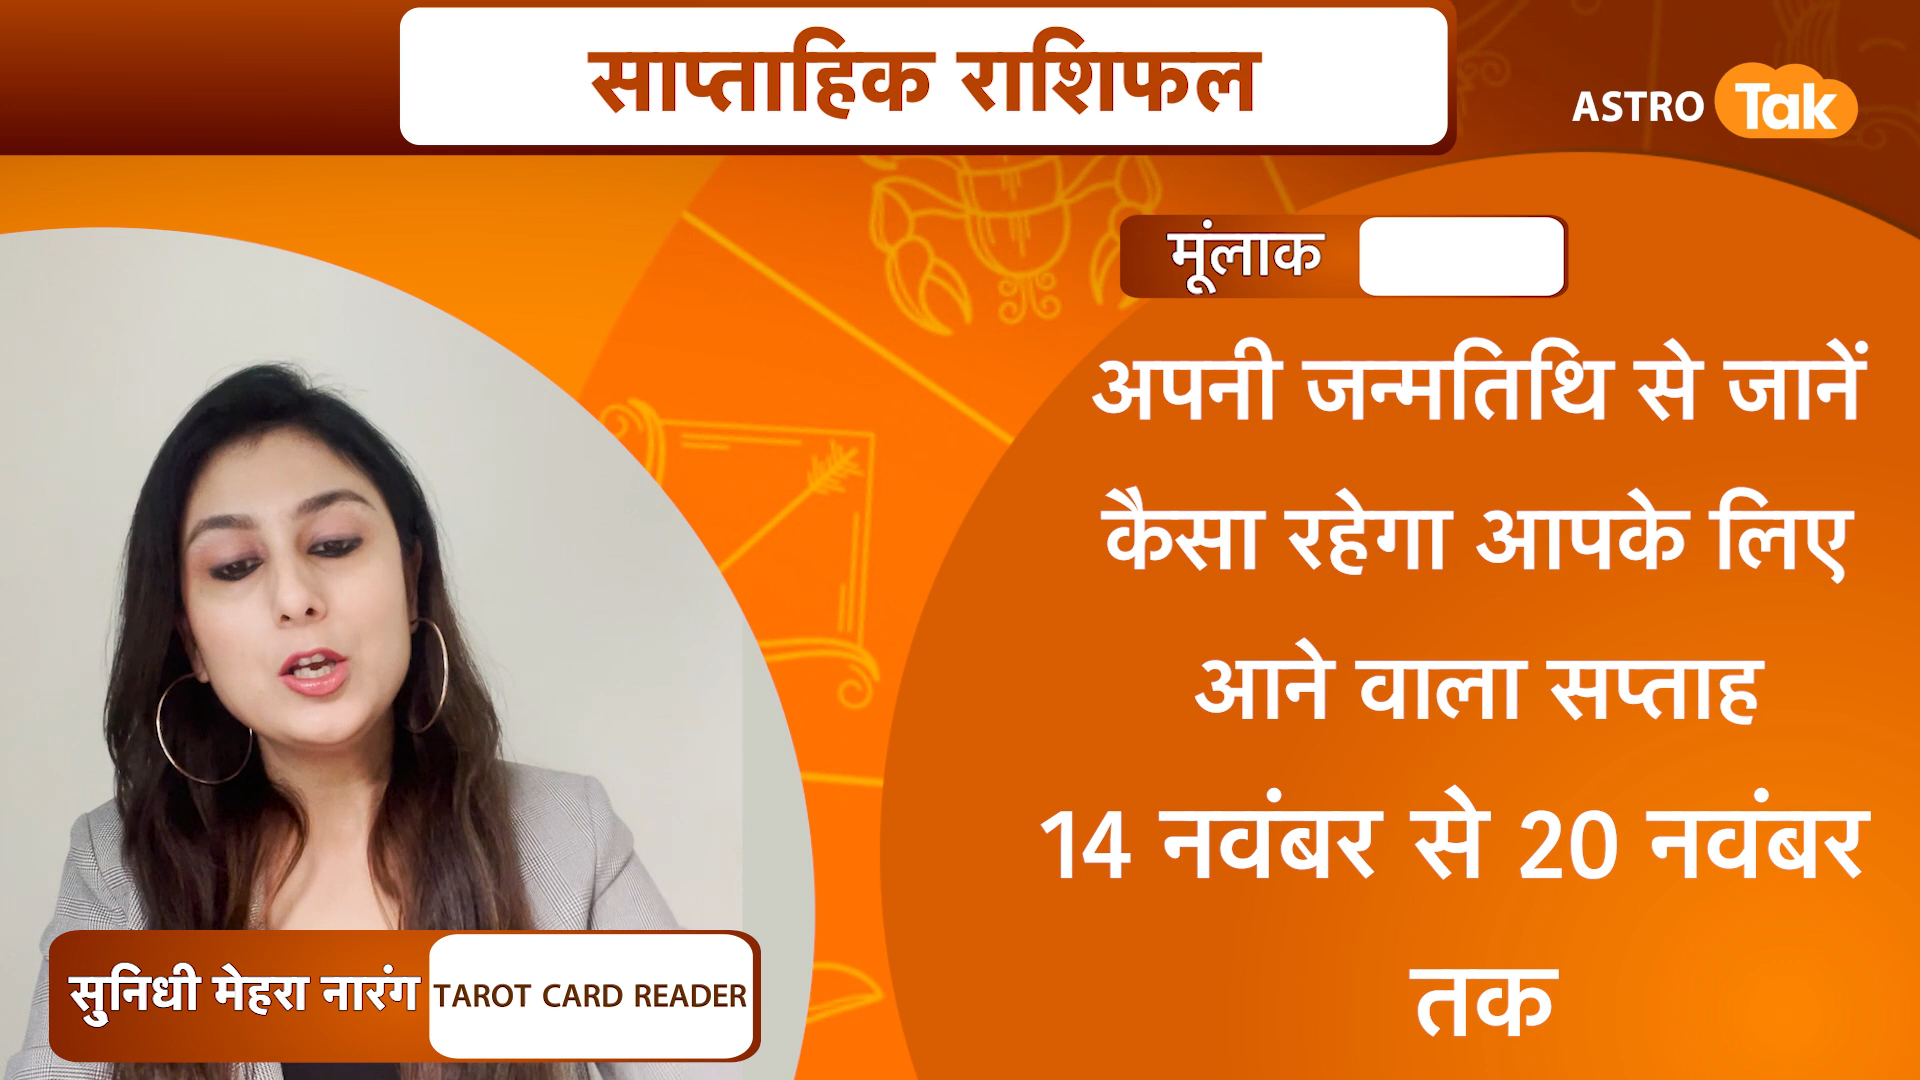 साप्ताहिक राशिफल
ASTRO Tak
मूंलाक
अपनी जन्मतिथि से जानें
कैसा रहेगा आपके लिए
आने वाला सप्ताह
14 नवंबर से 20 नवंबर
तक
सुनिधी मेहरा नारंग TAROT CARD READER